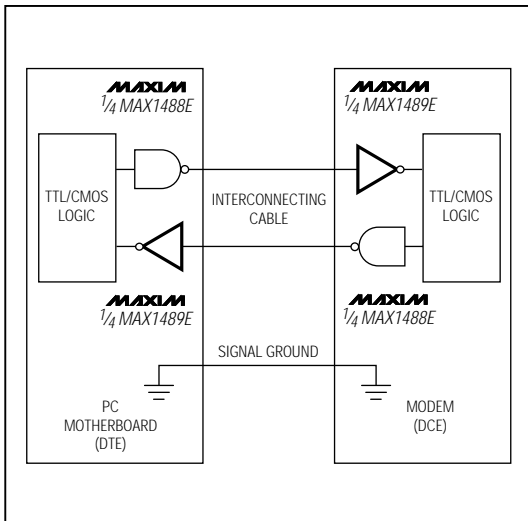 MAXIM
1/4 MAX1488E
MAXIM
1/4 MAX1489E
TTL/CMOS
LOGIC
INTERCONNECTING
CABLE
TTL/CMOS
LOGIC
MAXIM
1/4 MAX1489E
MAXIM
1/4 MAX1488E
SIGNAL GROUND
PC
MOTHERBOARD
(DTE)
MODEM
(DCE)